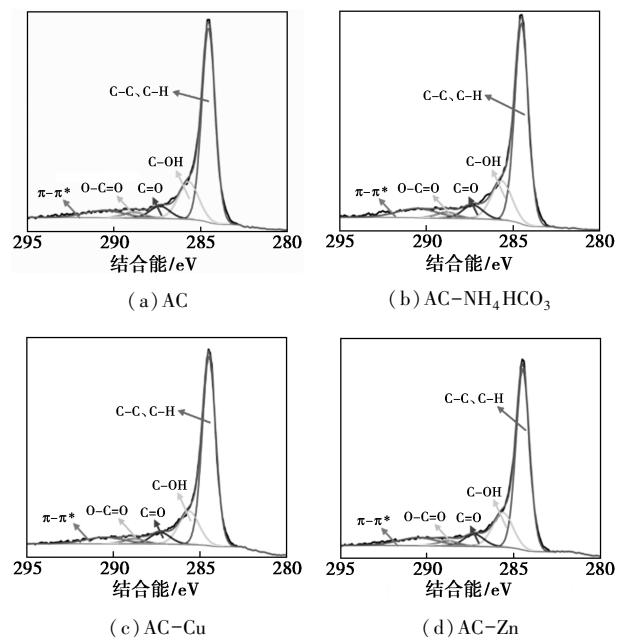 C-C、C-H
C-OH
π-π* O-C=O C=O
295 290 285 280
结合能/eV
(a) AC
C-C、C-H
C-OH
π-π* O-C=O C=O
295 290 285 280
结合能/eV
(b) AC-NH₄HCO₃
C-C、C-H
C-OH
π-π* O-C=O C=O
295 290 285 280
结合能/eV
(c) AC-Cu
C-C、C-H
C-OH
π-π* O-C=O C=O
295 290 285 280
结合能/eV
(d) AC-Zn